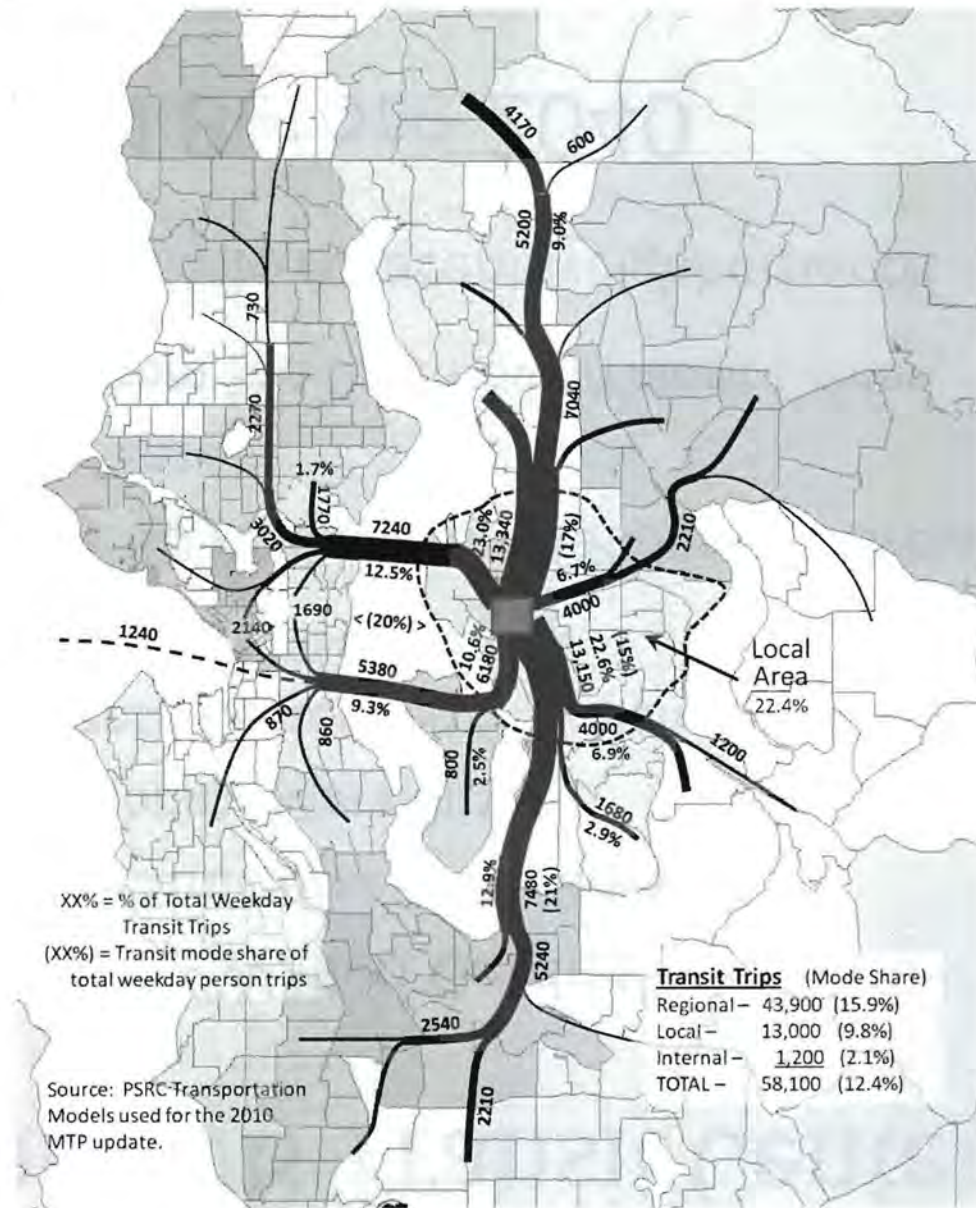 4170
600
5200
9.0%
730
7040
2270
1.7%
1770
2210
3020
7240
12.5%
23.0%
13,340
(17%)
6.7%
4000
1690
2140
< (20%) >
10.6%
6180
(15%)
22.6%
13,150
Local
Area
22.4%
1240
5380
9.3%
870
860
800
2.5%
4000
6.9%
1200
1680
2.9%
12.9%
7480
(21%)
5240
XX% = % of Total Weekday
Transit Trips
(XX%) = Transit mode share of
total weekday person trips
Transit Trips (Mode Share)
Regional – 43,900 (15.9%)
Local – 13,000 (9.8%)
Internal – 1,200 (2.1%)
TOTAL – 58,100 (12.4%)
2540
2210
Source: PSRC Transportation
Models used for the 2010
MTP update.